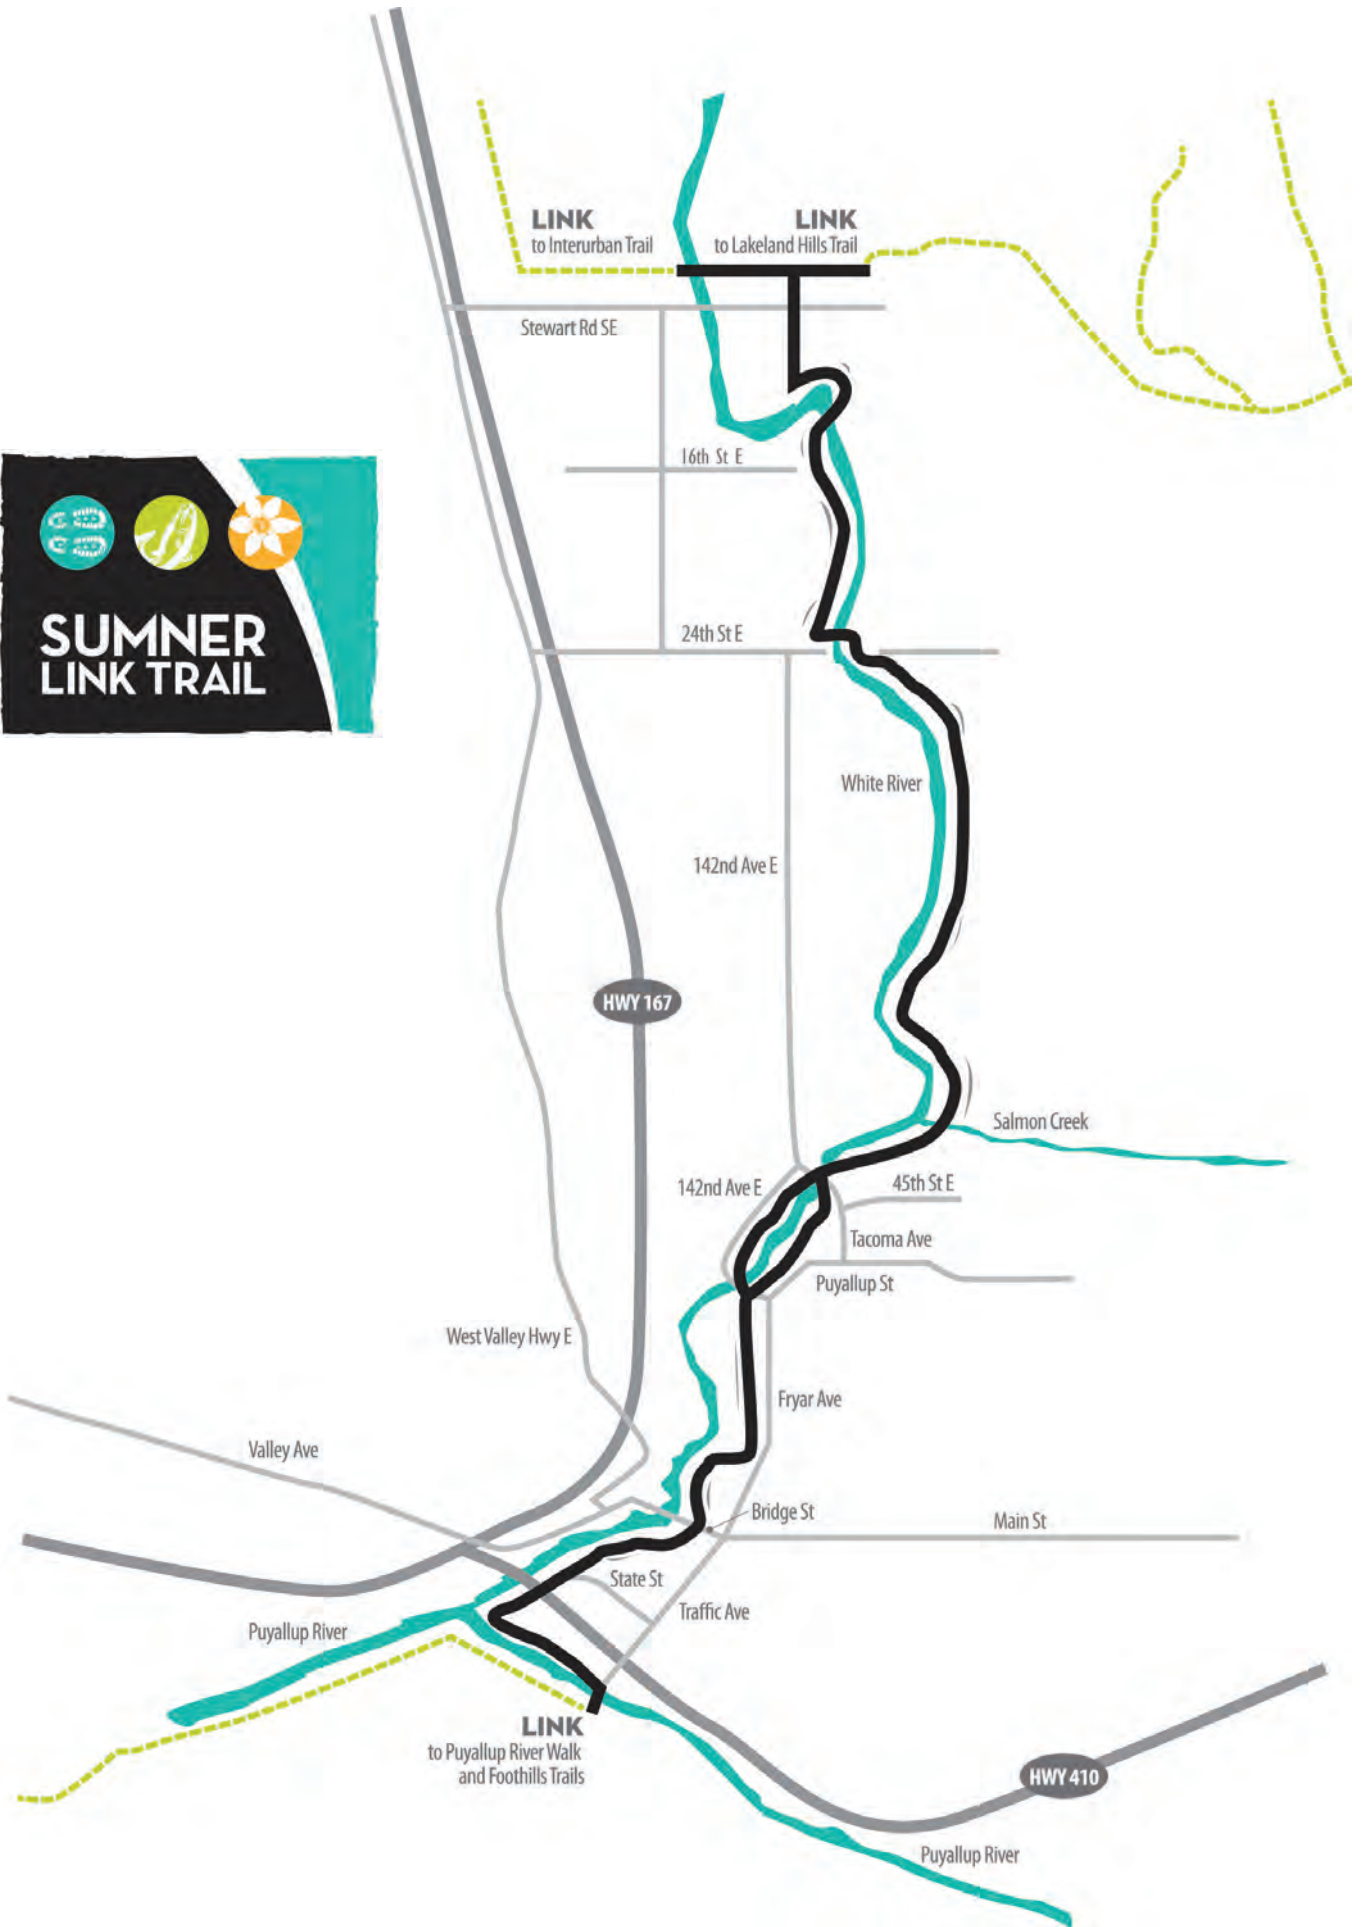 LINK
to Interurban Trail
LINK
to Lakeland Hills Trail
Stewart Rd SE
16th St E
SUMNER
LINK TRAIL
24th St E
White River
142nd Ave E
HWY 167
Salmon Creek
142nd Ave E
45th St E
Tacoma Ave
Puyallup St
West Valley Hwy E
Fryar Ave
Valley Ave
Bridge St
Main St
State St
Traffic Ave
Puyallup River
LINK
to Puyallup River Walk
and Foothills Trails
HWY 410
Puyallup River